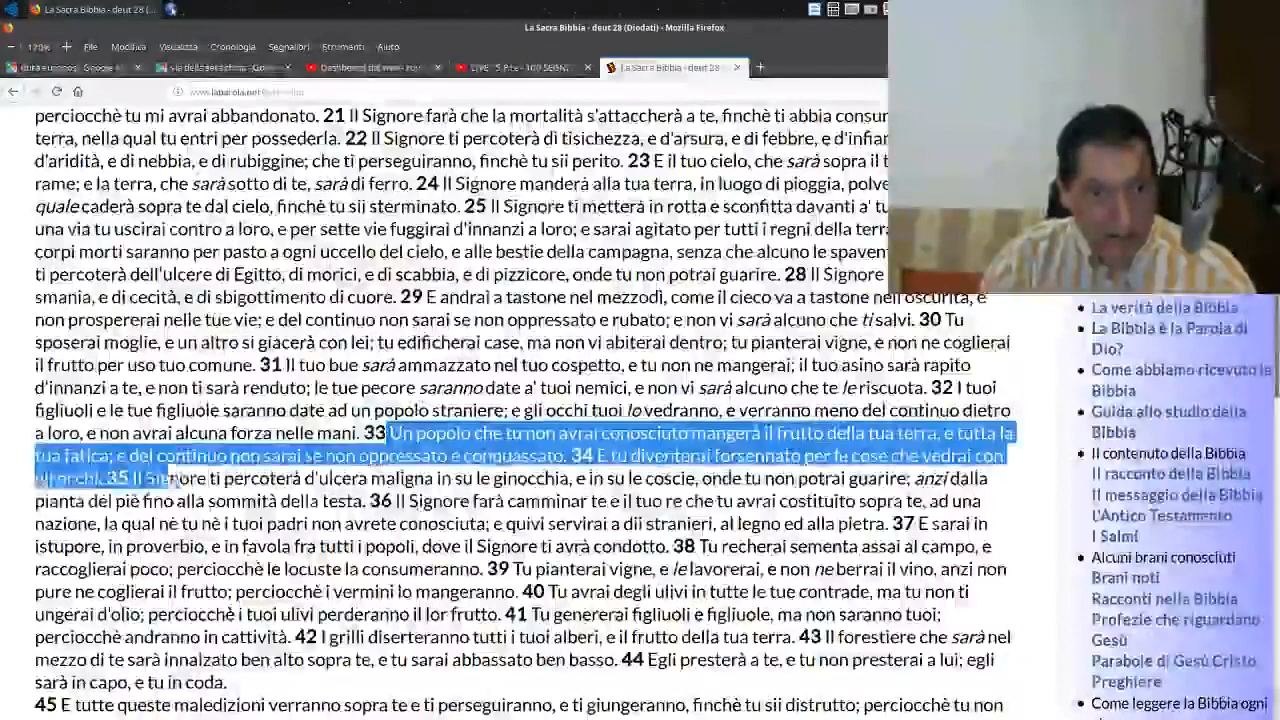 La Sacra Bibbia - deut 28 (D
La Sacra Bibbia - deut 28 (Diodati) - Mozilla Firefox
120% File Modifica Visualizza Cronologia Segnalibri Strumenti Aiuto
dura europos - Google La Sacra Bibbia - deut 28 -
www.laparola.net
perciocchè tu mi avrai abbandonato. 21 Il Signore farà che la mortalità s'attaccherà a te, finchè ti abbia consu
terra, nella qual tu entri per possederla. 22 Il Signore ti percoterà di tisichezza, e d'arsura, e di febbre, e d'infian
d'aridità, e di nebbia, e di rubiggine; che ti perseguiranno, finchè tu sii perito. 23 E il tuo cielo, che sarà sopra il t
rame; e la terra, che sarà sotto di te, sarà di ferro. 24 Il Signore manderà alla tua terra, in luogo di pioggia, polve
quale caderà sopra te dal cielo, finchè tu sii sterminato. 25 Il Signore ti metterà in rotta e sconfitta davanti a' tu
una via tu uscirai contro a loro, e per sette vie fuggirai d'innanzi a loro; e sarai agitato per tutti i regni della terra
corpi morti saranno per pasto a ogni uccello del cielo, e alle bestie della campagna, senza che alcuno le spaven
ti percoterà dell'ulcere di Egitto, di morici, e di scabbia, e di pizzicore, onde tu non potrai guarire. 28 Il Signore
smania, e di cecità, e di sbigottimento di cuore. 29 E andrai a tastone nel mezzodì, come il cieco va a tastone nell'oscurità, e
non prospererai nelle tue vie; e del continuo non sarai se non oppressato e rubato; e non vi sarà alcuno che ti salvi. 30 Tu
sposerai moglie, e un altro si giacerà con lei; tu edificherai case, ma non vi abiterai dentro; tu pianterai vigne, e non ne coglierai
il frutto per uso tuo comune. 31 Il tuo bue sarà ammazzato nel tuo cospetto, e tu non ne mangerai; il tuo asino sarà rapito
d'innanzi a te, e non ti sarà renduto; le tue pecore saranno date a' tuoi nemici, e non vi sarà alcuno che te le riscuota. 32 I tuoi
figliuoli e le tue figliuole saranno date ad un popolo straniere; e gli occhi tuoi lo vedranno, e verranno meno del continuo dietro
a loro, e non avrai alcuna forza nelle mani. 33 Un popolo che tu non avrai conosciuto mangerà il frutto della tua terra, e tutta la
tua fatica; e del continuo non sarai, se non oppressato e conquassato. 34 E tu diventerai forsennato per le cose che vedrai con
gli occhi. 35 Il Signore ti percoterà d'ulcera maligna in su le ginocchia, e in su le coscie, onde tu non potrai guarire; anzi dalla
pianta del piè fino alla sommità della testa. 36 Il Signore farà camminar te e il tuo re che tu avrai costituito sopra te, ad una
nazione, la qual nè tu nè i tuoi padri non avrete conosciuta; e quivi servirai a dii stranieri, al legno ed alla pietra. 37 E sarai in
istupore, in proverbio, e in favola fra tutti i popoli, dove il Signore ti avrà condotto. 38 Tu recherai sementa assai al campo, e
raccoglierai poco; perciocchè le locuste la consumeranno. 39 Tu pianterai vigne, e le lavorerai, e non ne berrai il vino, anzi non
pure ne coglierai il frutto; perciocchè i vermini lo mangeranno. 40 Tu avrai degli ulivi in tutte le tue contrade, ma tu non ti
ungerai d'olio; perciocchè i tuoi ulivi perderanno il lor frutto. 41 Tu genererai figliuoli e figliuole, ma non saranno tuoi;
perciocchè andranno in cattività. 42 I grilli diserteranno tutti i tuoi alberi, e il frutto della tua terra. 43 Il forestiere che sarà nel
mezzo di te sarà innalzato ben alto sopra te, e tu sarai abbassato ben basso. 44 Egli presterà a te, e tu non presterai a lui; egli
sarà in capo, e tu in coda.
45 E tutte queste maledizioni verranno sopra te e ti perseguiranno, e ti giungeranno, finchè tu sii distrutto; perciocchè tu non
La verità della Bibbia
La Bibbia è la Parola di
Dio?
Come abbiamo ricevuto la
Bibbia
Guida allo studio della
Bibbia
Il contenuto della Bibbia
Il racconto della Bibbia
Il messaggio della Bibbia
L'Antico Testamento
I Salmi
Alcuni brani conosciuti
Brani noti
Racconti nella Bibbia
Profezie che riguardano
Gesù
Parabole di Gesù Cristo
Preghiere
Come leggere la Bibbia ogni